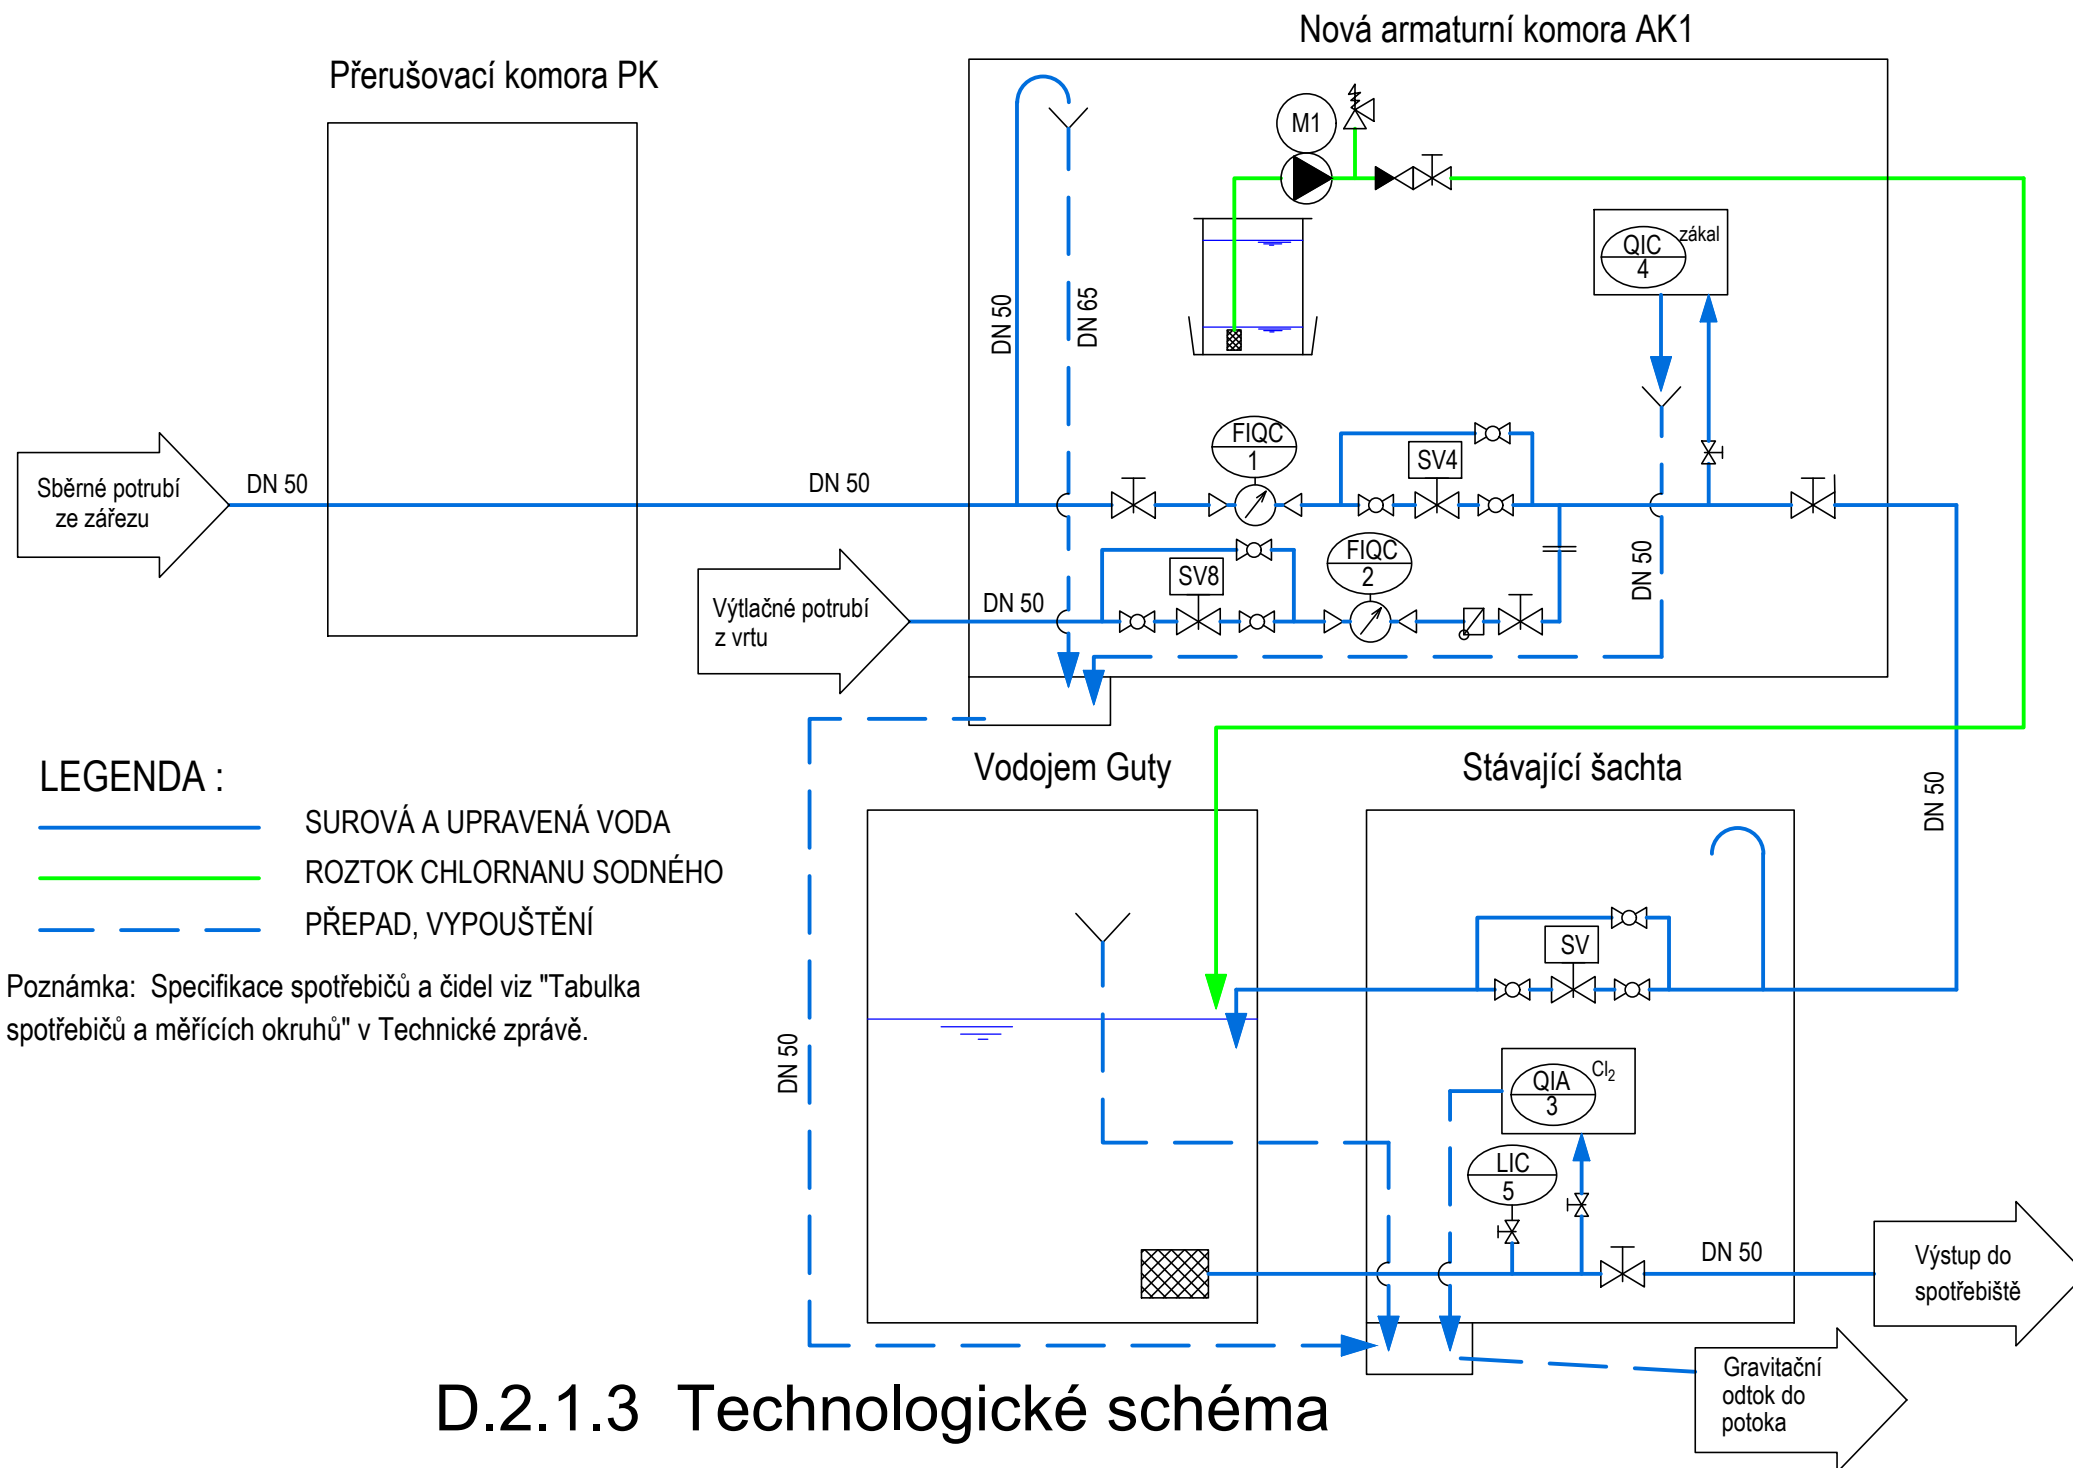 Nová armaturní komora AK1
Přerušovací komora PK
M1
QIC
4
zákal
DN 50
DN 65
FIQC
1
SV4
Sběrné potrubí
ze zářezu
DN 50
DN 50
FIQC
2
SV8
DN 50
Výtlačné potrubí
z vrtu
DN 50
LEGENDA :
SUROVÁ A UPRAVENÁ VODA
ROZTOK CHLORNANU SODNÉHO
PŘEPAD, VYPOUŠTĚNÍ
Poznámka: Specifikace spotřebičů a čidel viz "Tabulka
spotřebičů a měřících okruhů" v Technické zprávě.
Vodojem Guty
Stávající šachta
DN 50
DN 50
SV
QIA
3
Cl₂
LIC
5
DN 50
Výstup do
spotřebiště
Gravitační
odtok do
potoka
D.2.1.3 Technologické schéma